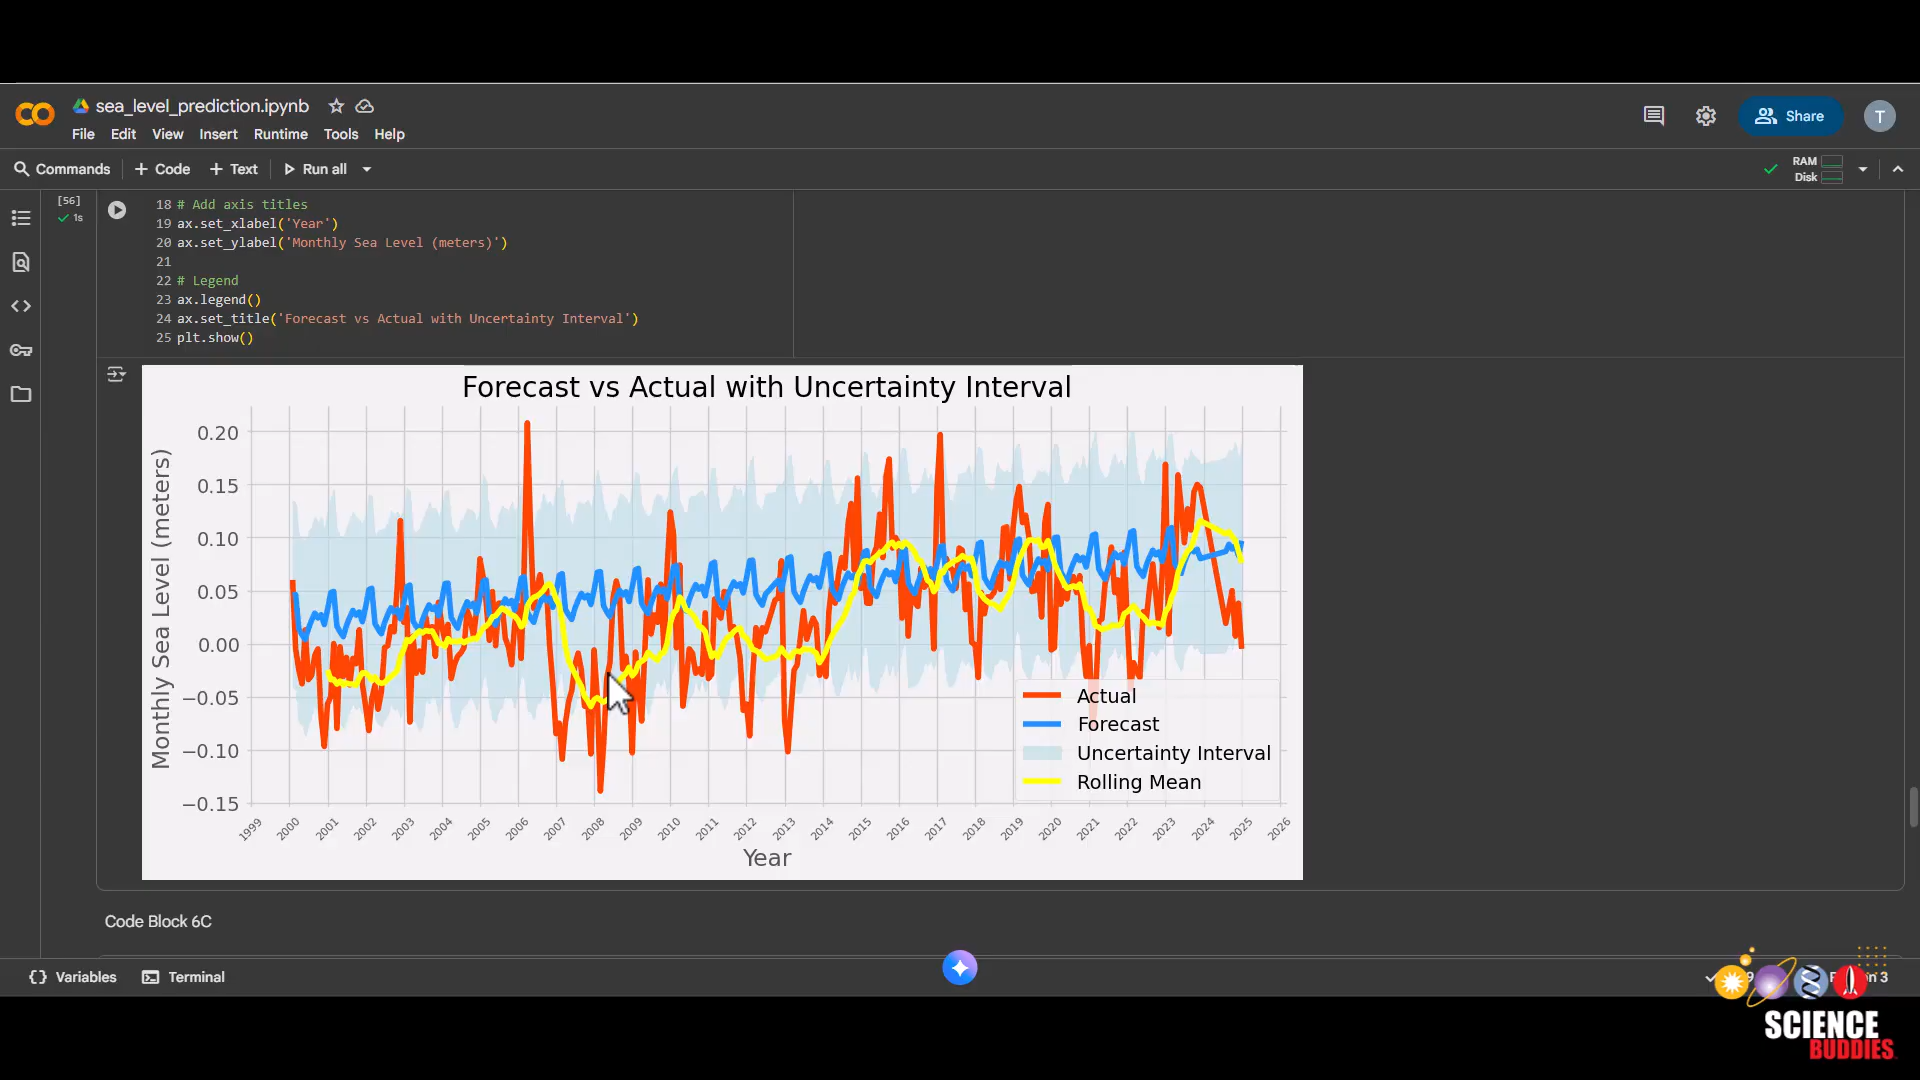 sea_level_prediction.ipynb
Share
T
File Edit View Insert Runtime Tools Help
Commands + Code + Text Run all
RAM
Disk
[56]
1s
18 # Add axis titles
19 ax.set_xlabel('Year')
20 ax.set_ylabel('Monthly Sea Level (meters)')
21
22 # Legend
23 ax.legend()
24 ax.set_title('Forecast vs Actual with Uncertainty Interval')
25 plt.show()
Forecast vs Actual with Uncertainty Interval
Monthly Sea Level (meters)
0.20
0.15
0.10
0.05
0.00
−0.05
−0.10
−0.15
Actual
Forecast
Uncertainty Interval
Rolling Mean
1999 2000 2001 2002 2003 2004 2005 2006 2007 2008 2009 2010 2011 2012 2013 2014 2015 2016 2017 2018 2019 2020 2021 2022 2023 2024 2025 2026
Year
Code Block 6C
Variables Terminal
3
SCIENCE
BUDDIES